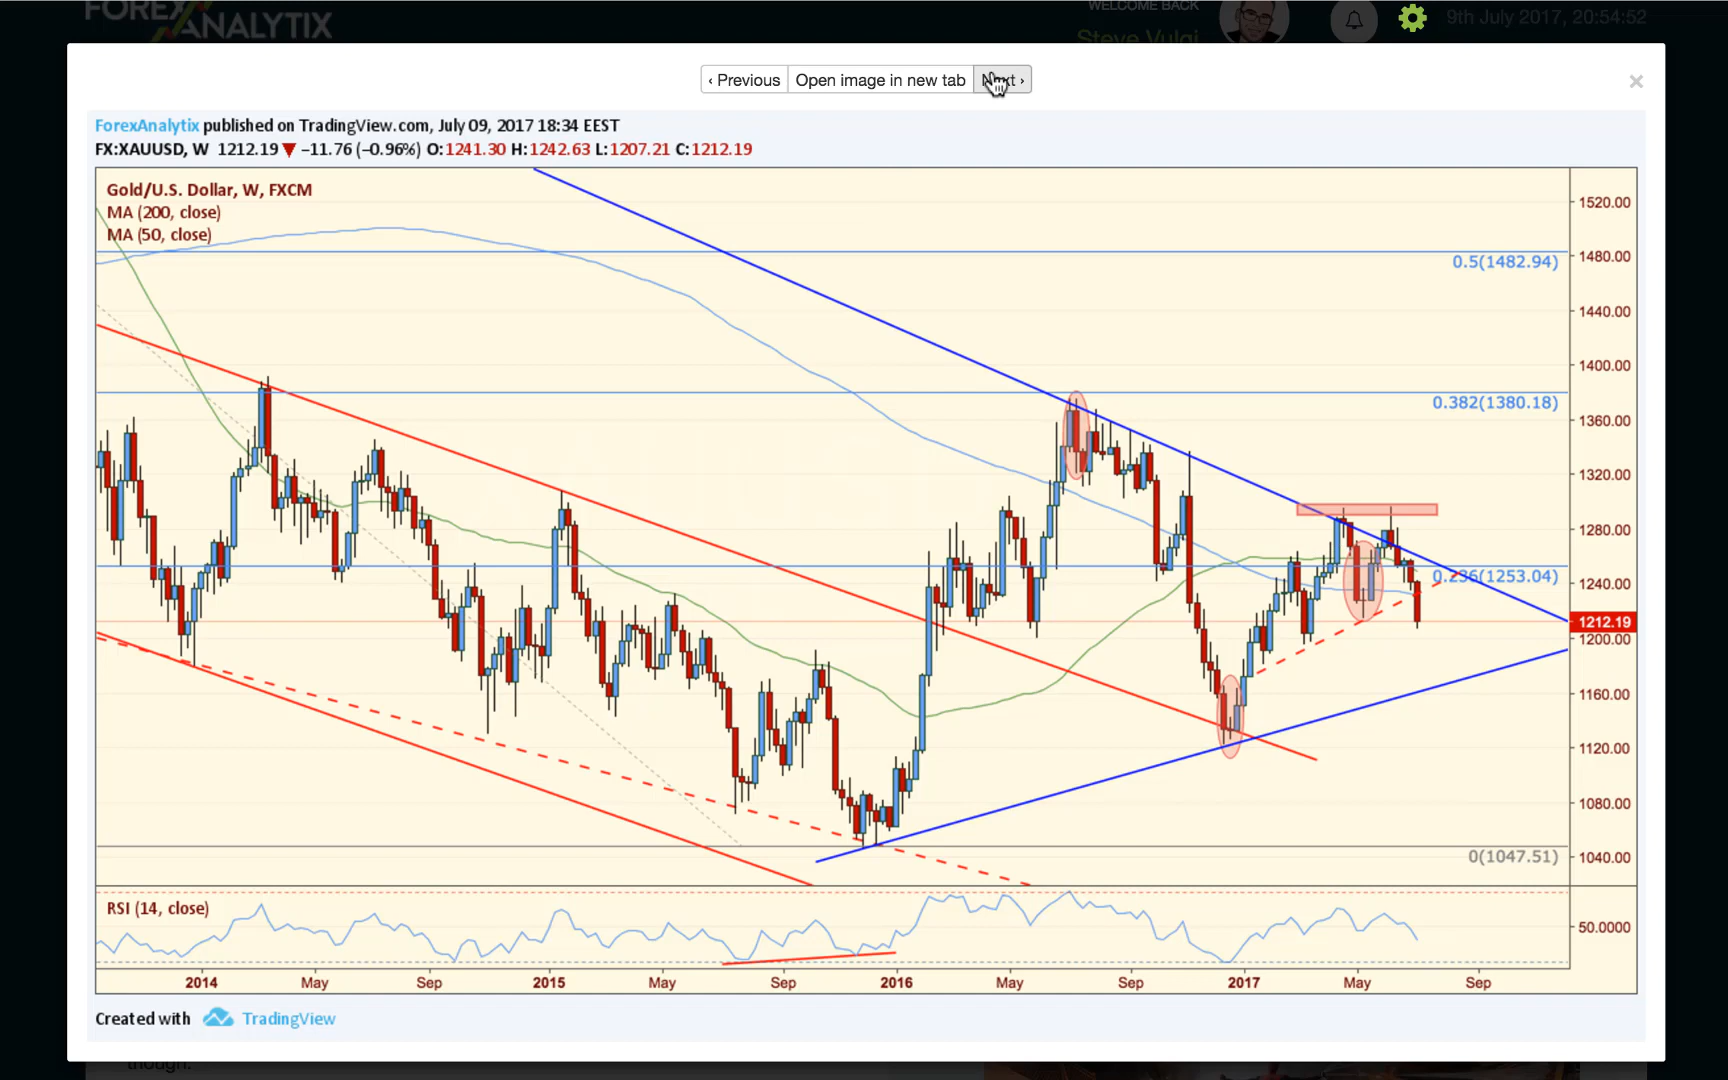 FOREX
ANALYTIX
WELCOME BACK
Steve Vulgi
9th July 2017, 20:54:52
‹ Previous
Open image in new tab
Next ›
×
ForexAnalytix published on TradingView.com, July 09, 2017 18:34 EEST
FX:XAUUSD, W 1212.19 ▼ −11.76 (−0.96%) O:1241.30 H:1242.63 L:1207.21 C:1212.19
Gold/U.S. Dollar, W, FXCM
MA (200, close)
MA (50, close)
1520.00
1480.00
0.5(1482.94)
1440.00
1400.00
0.382(1380.18)
1360.00
1320.00
1280.00
0.236(1253.04)
1240.00
1212.19
1200.00
1160.00
1120.00
1080.00
0(1047.51)
1040.00
RSI (14, close)
50.0000
2014 May Sep 2015 May Sep 2016 May Sep 2017 May Sep
Created with TradingView
though.